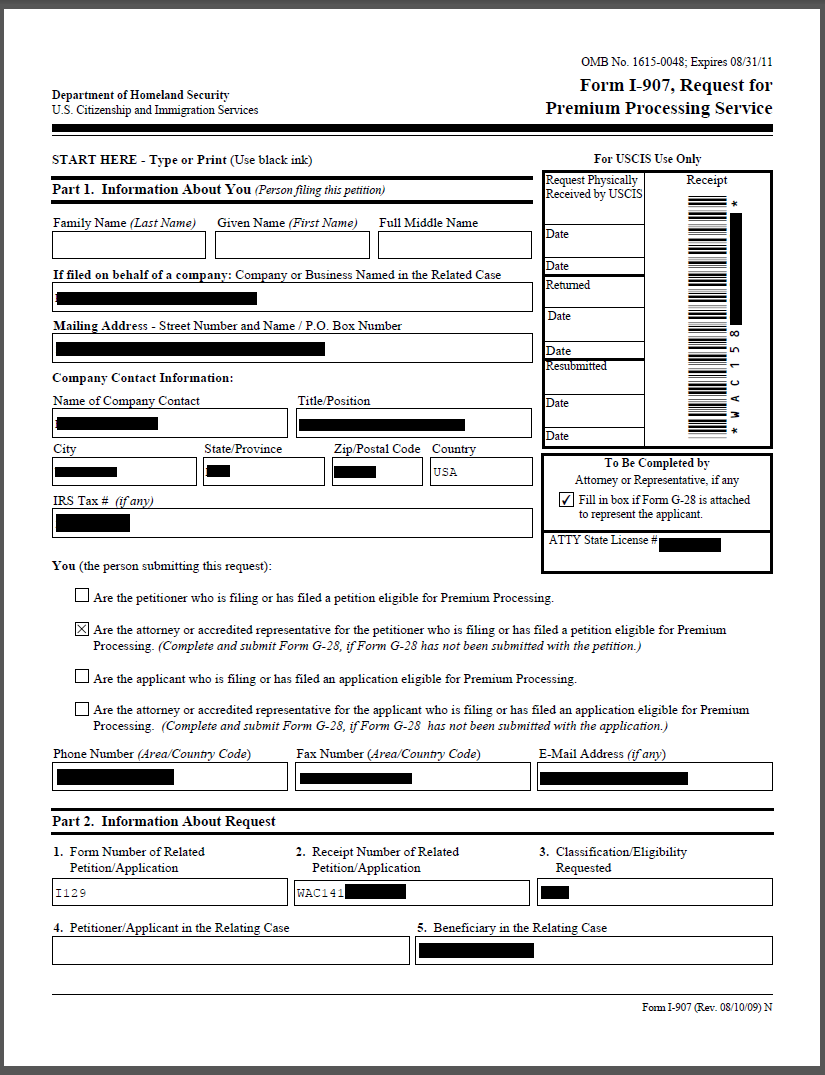 OMB No. 1615-0048; Expires 08/31/11
Department of Homeland Security
U.S. Citizenship and Immigration Services
Form I-907, Request for
Premium Processing Service
START HERE - Type or Print (Use black ink)
For USCIS Use Only
Part 1. Information About You (Person filing this petition)
Family Name (Last Name)
Given Name (First Name)
Full Middle Name
If filed on behalf of a company: Company or Business Named in the Related Case
Mailing Address - Street Number and Name / P.O. Box Number
Company Contact Information:
Name of Company Contact
Title/Position
City
State/Province
Zip/Postal Code
Country
USA
IRS Tax # (if any)
Request Physically
Received by USCIS
Date
Date
Returned
Date
Date
Resubmitted
Date
Date
Receipt
*WAC158
*
To Be Completed by
Attorney or Representative, if any
✓ Fill in box if Form G-28 is attached
to represent the applicant.
ATTY State License #
You (the person submitting this request):
Are the petitioner who is filing or has filed a petition eligible for Premium Processing.
Are the attorney or accredited representative for the petitioner who is filing or has filed a petition eligible for Premium
Processing. (Complete and submit Form G-28, if Form G-28 has not been submitted with the petition.)
Are the applicant who is filing or has filed an application eligible for Premium Processing.
Are the attorney or accredited representative for the applicant who is filing or has filed an application eligible for Premium
Processing. (Complete and submit Form G-28, if Form G-28 has not been submitted with the application.)
Phone Number (Area/Country Code)
Fax Number (Area/Country Code)
E-Mail Address (if any)
Part 2. Information About Request
1. Form Number of Related
Petition/Application
I129
2. Receipt Number of Related
Petition/Application
WAC141
3. Classification/Eligibility
Requested
4. Petitioner/Applicant in the Relating Case
5. Beneficiary in the Relating Case
Form I-907 (Rev. 08/10/09) N